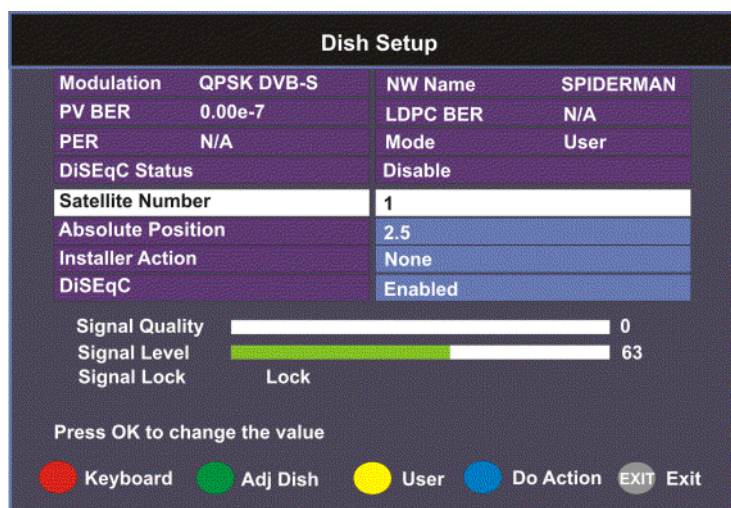 Dish Setup
Modulation QPSK DVB-S NW Name SPIDERMAN
PV BER 0.00e-7 LDPC BER N/A
PER N/A Mode User
DiSEqC Status Disable
Satellite Number 1
Absolute Position 2.5
Installer Action None
DiSEqC Enabled
Signal Quality 0
Signal Level 63
Signal Lock Lock
Press OK to change the value
Keyboard Adj Dish User Do Action EXIT Exit